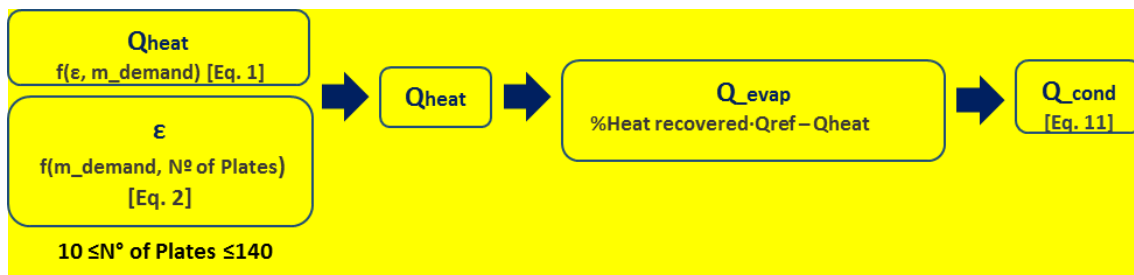 Qheat
f(ε, m_demand) [Eq. 1]
ε
f(m_demand, Nº of Plates)
[Eq. 2]
10 ≤N° of Plates ≤140
Qheat
Q_evap
%Heat recovered·Qref – Qheat
Q_cond
[Eq. 11]